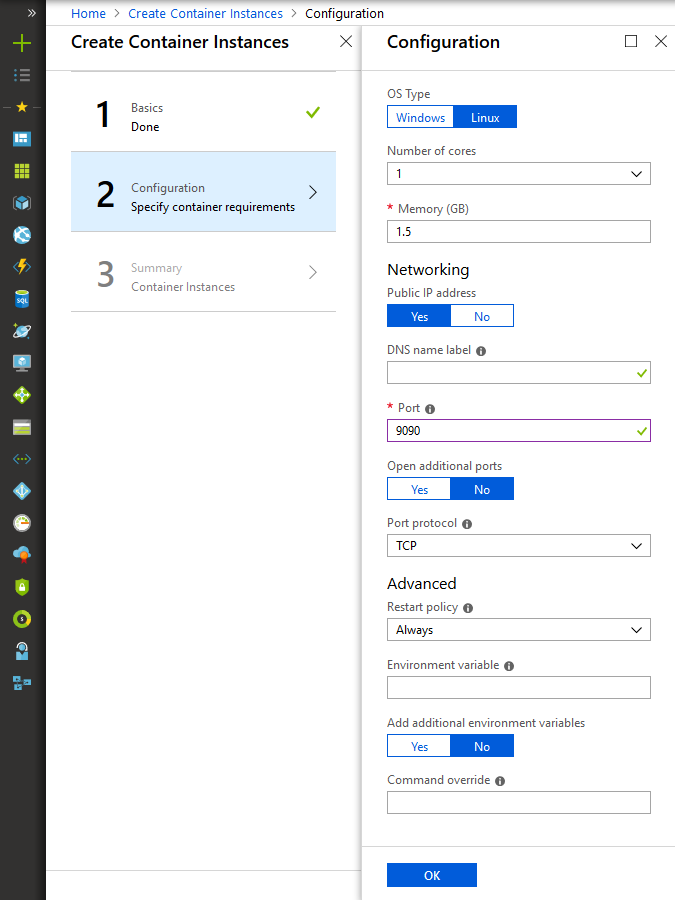 Home > Create Container Instances > Configuration
Create Container Instances
1
Basics
Done
2
Configuration
Specify container requirements
3
Summary
Container Instances
Configuration
OS Type
Windows Linux
Number of cores
1
* Memory (GB)
1.5
Networking
Public IP address
Yes No
DNS name label
* Port
9090
Open additional ports
Yes No
Port protocol
TCP
Advanced
Restart policy
Always
Environment variable
Add additional environment variables
Yes No
Command override
OK
SQL